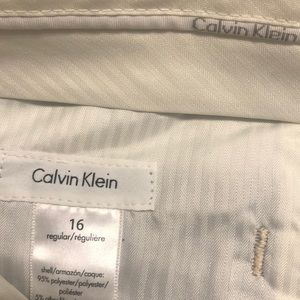 Calvin Klein
Calvin Klein
16
regular/régulière
shell/armazón/coque:
95% polyester/polyester/
poliéster